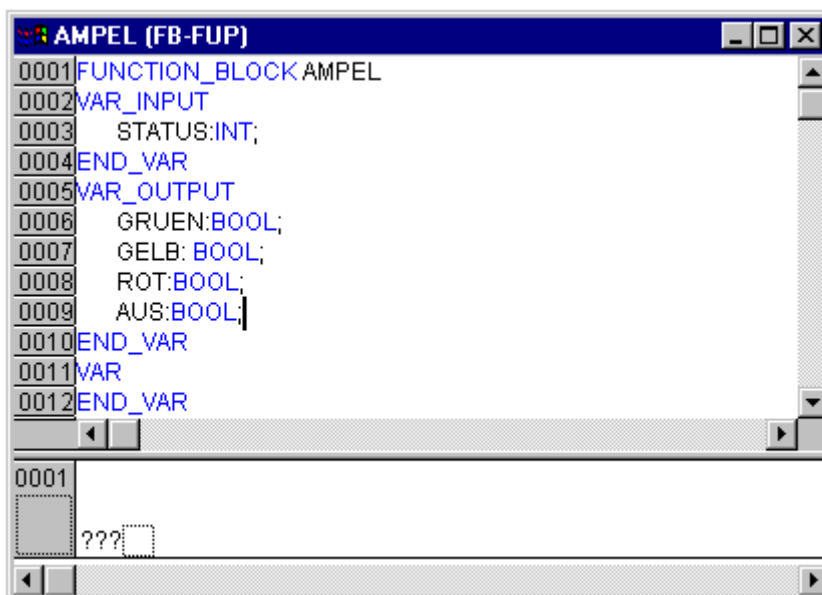 AMPEL (FB-FUP)
0001 FUNCTION_BLOCK AMPEL
0002 VAR_INPUT
0003 STATUS:INT;
0004 END_VAR
0005 VAR_OUTPUT
0006 GRUEN:BOOL;
0007 GELB: BOOL;
0008 ROT:BOOL;
0009 AUS:BOOL;
0010 END_VAR
0011 VAR
0012 END_VAR
0001
???